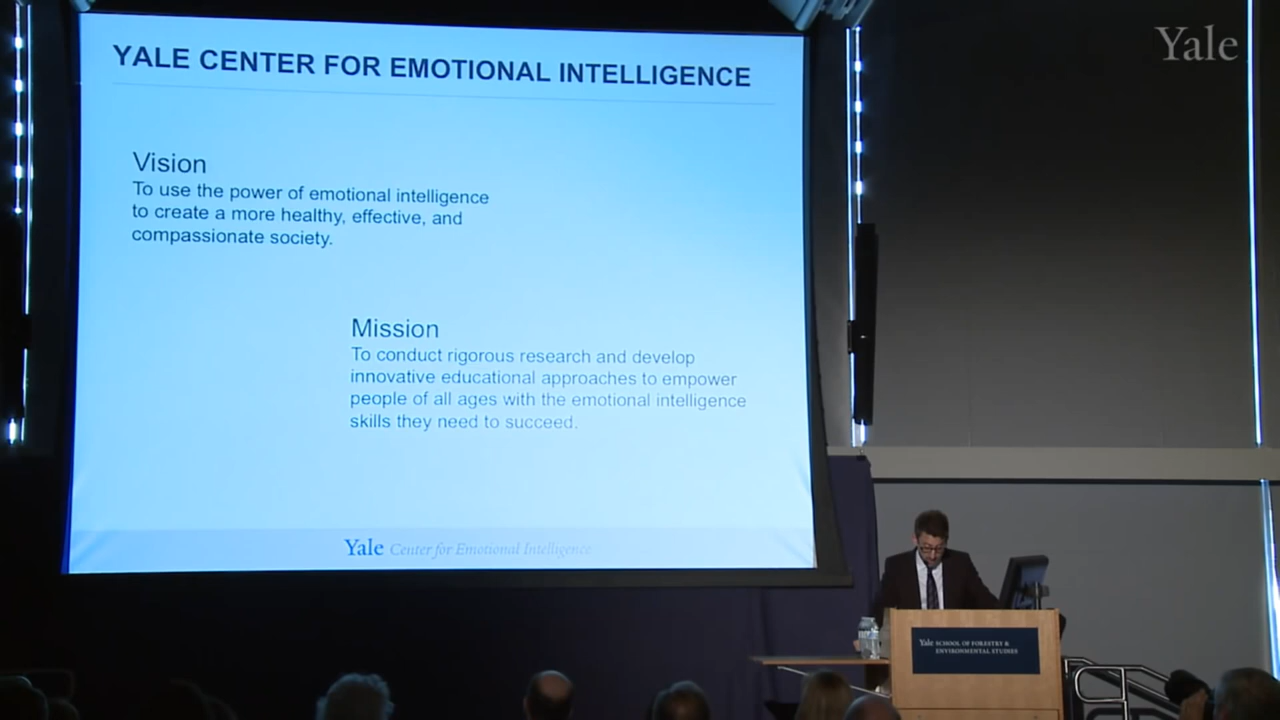 Yale
YALE CENTER FOR EMOTIONAL INTELLIGENCE
Vision
To use the power of emotional intelligence
to create a more healthy, effective, and
compassionate society.
Mission
To conduct rigorous research and develop
innovative educational approaches to empower
people of all ages with the emotional intelligence
skills they need to succeed.
Yale Center for Emotional Intelligence
Yale SCHOOL OF FORESTRY &
ENVIRONMENTAL STUDIES